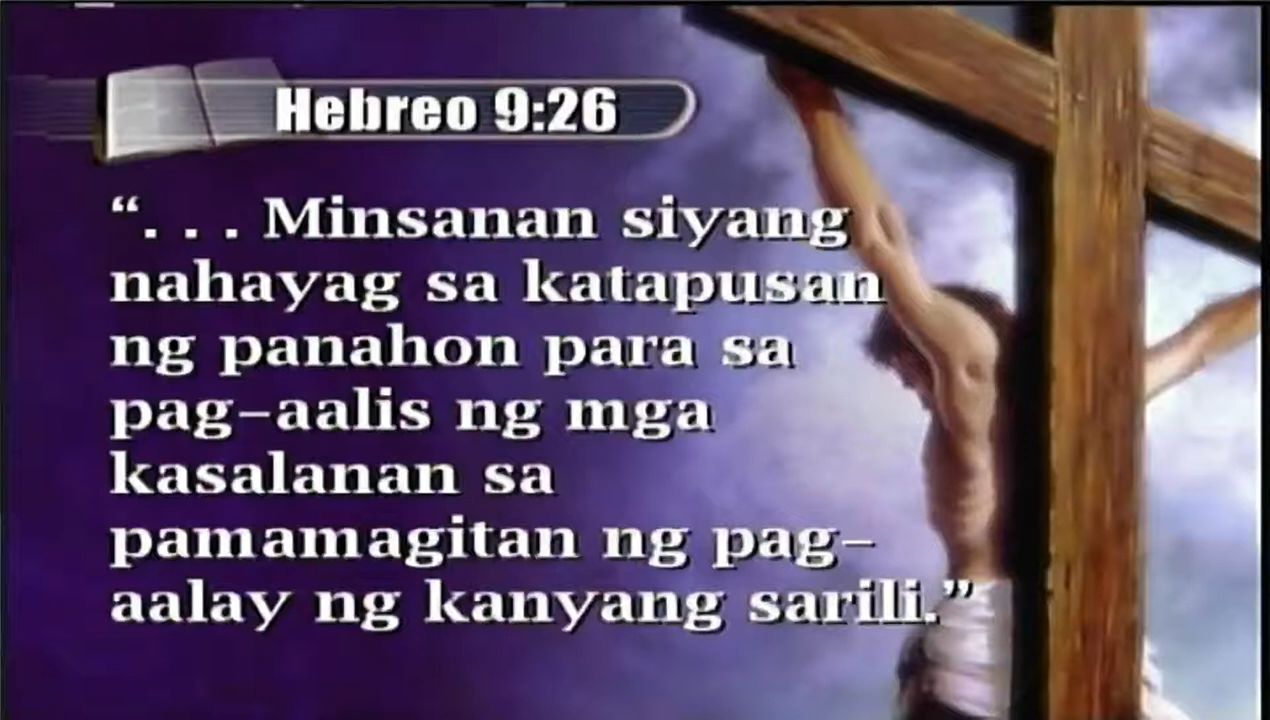 Hebreo 9:26
“. . . Minsanan siyang
nahayag sa katapusan
ng panahon para sa
pag-aalis ng mga
kasalanan sa
pamamagitan ng pag-
aalay ng kanyang sarili.”